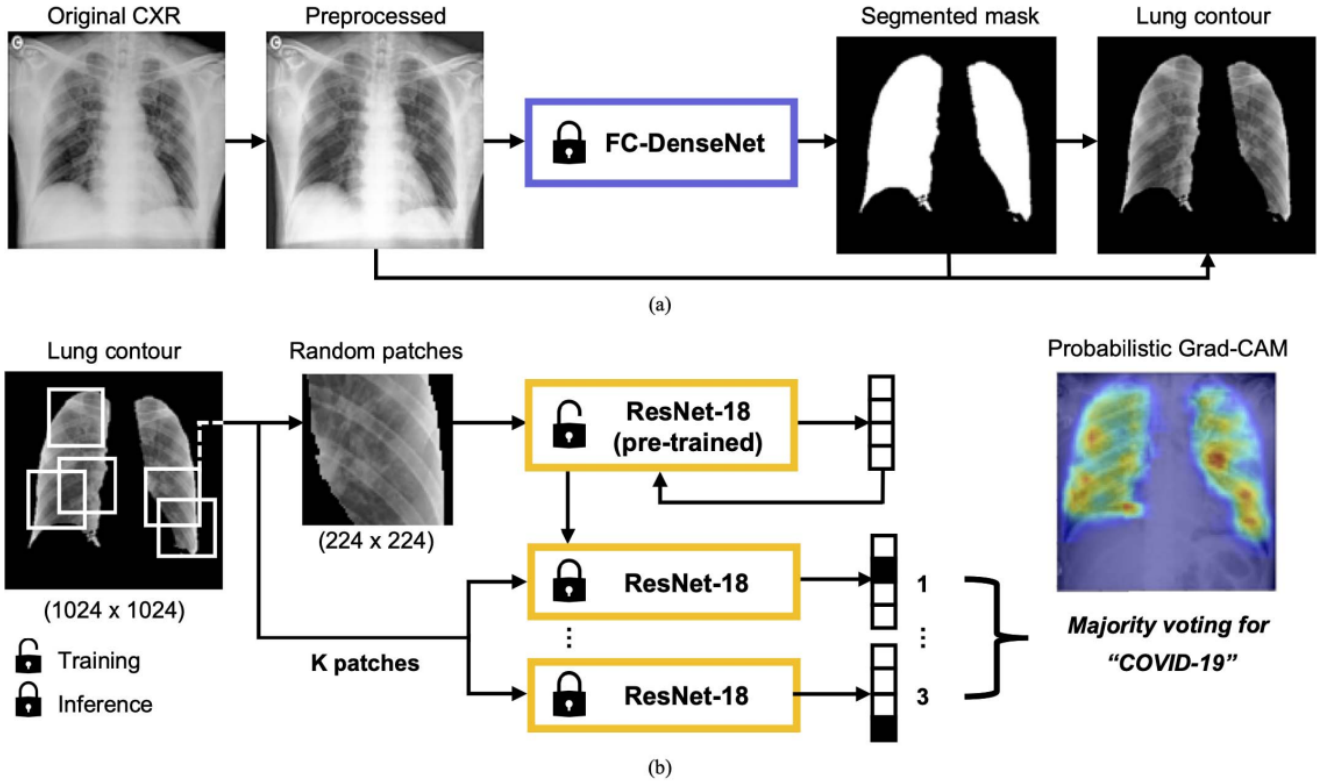 Original CXR
Preprocessed
Segmented mask
Lung contour
C
C
FC-DenseNet
(a)
Lung contour
Random patches
Probabilistic Grad-CAM
ResNet-18
(pre-trained)
(224 x 224)
(1024 x 1024)
ResNet-18
1
⋮
⋮
Training
K patches
Majority voting for
“COVID-19”
Inference
ResNet-18
3
(b)